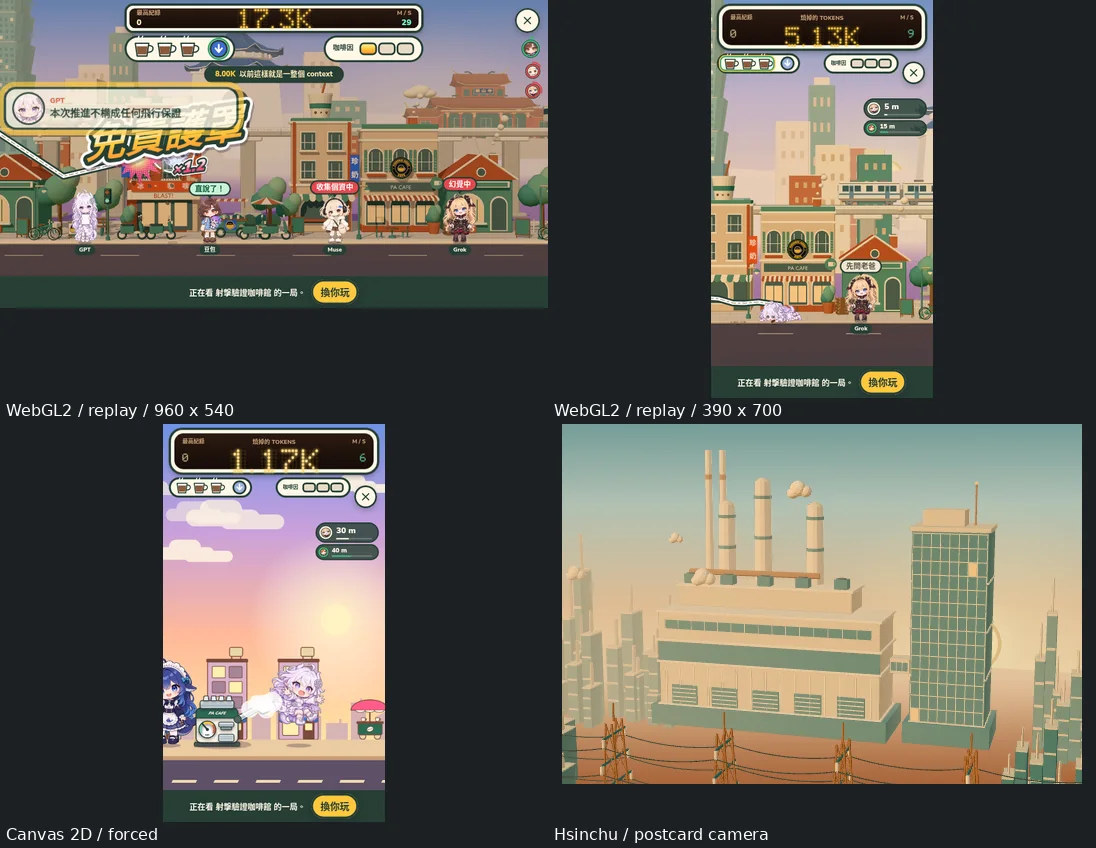 最高紀錄
17.3K
M / S
0
29
咖啡因
8.00K 以前這樣就是一整個 context
GPT
本次推進不構成任何飛行保證
免責護罩
x1.2
BLAST!
直說了！
收集個資中
幻覺中
珍奶
PA CAFE
GPT
豆包
Muse
Grok
正在看 射擊驗證咖啡館 的一局。
換你玩
WebGL2 / replay / 960 x 540
最高紀錄
燒掉的 TOKENS
M / S
0
5.13K
9
咖啡因
5 m
15 m
珍奶
PA CAFE
先問老爸
Grok
正在看 射擊驗證咖啡館 的一局。
換你玩
WebGL2 / replay / 390 x 700
最高紀錄
燒掉的 TOKENS
M / S
0
1.17K
6
咖啡因
30 m
40 m
PA CAFE
正在看 射擊驗證咖啡館 的一局。
換你玩
Canvas 2D / forced
Hsinchu / postcard camera